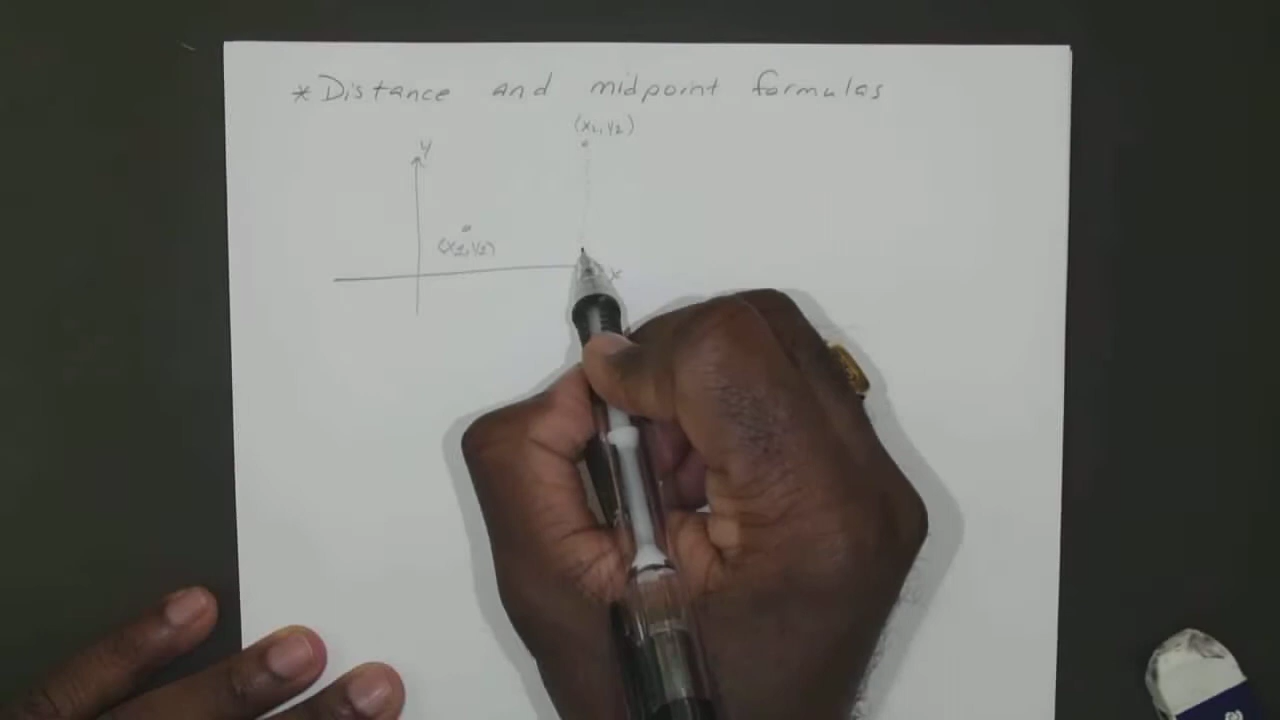 *Distance and midpoint formulas
(x₂, y₂)
y
(x₁, y₁)
x